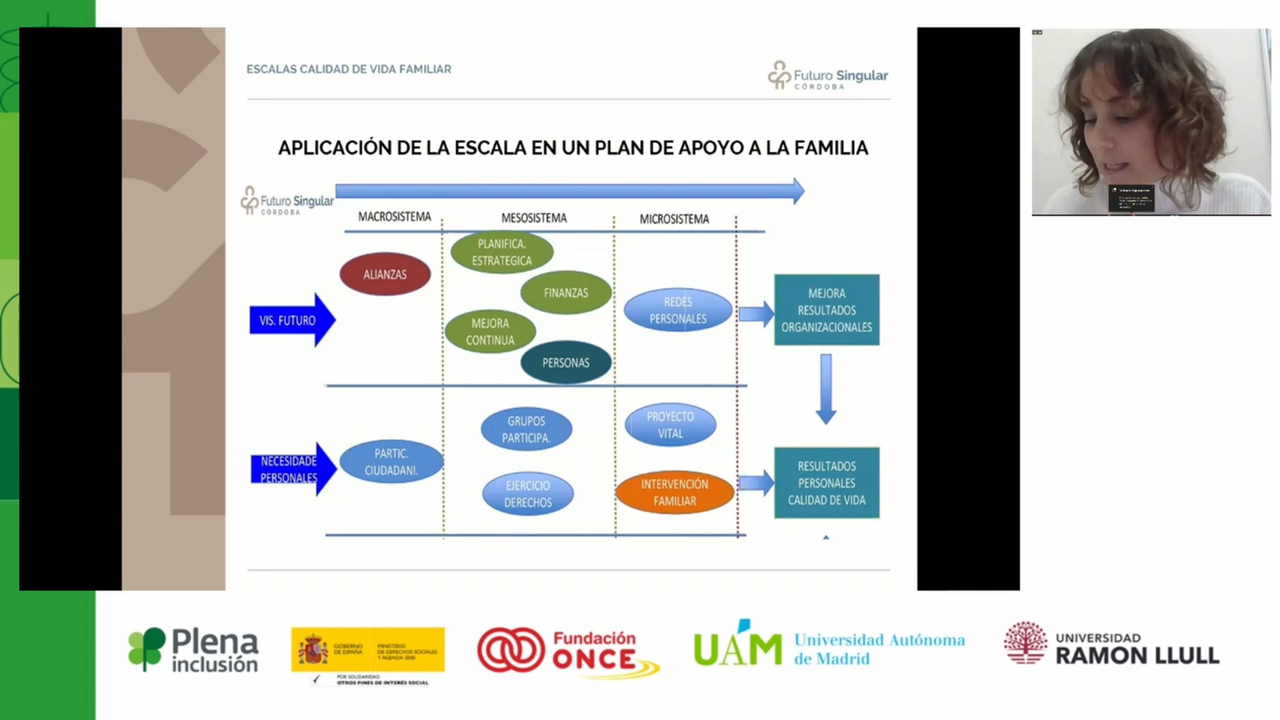 ESCALAS CALIDAD DE VIDA FAMILIAR
Futuro Singular
CÓRDOBA
APLICACIÓN DE LA ESCALA EN UN PLAN DE APOYO A LA FAMILIA
Futuro Singular
CÓRDOBA
MACROSISTEMA
MESOSISTEMA
MICROSISTEMA
VIS. FUTURO
ALIANZAS
PLANIFICA.
ESTRATEGICA
FINANZAS
MEJORA
CONTINUA
PERSONAS
REDES
PERSONALES
MEJORA
RESULTADOS
ORGANIZACIONALES
NECESIDADE
PERSONALES
PARTIC.
CIUDADANI.
GRUPOS
PARTICIPA.
EJERCICIO
DERECHOS
PROYECTO
VITAL
INTERVENCIÓN
FAMILIAR
RESULTADOS
PERSONALES
CALIDAD DE VIDA
Plena
inclusión
GOBIERNO
DE ESPAÑA
MINISTERIO
DE DERECHOS SOCIALES
Y AGENDA 2030
POR SOLIDARIDAD
OTROS FINES DE INTERÉS SOCIAL
Fundación
ONCE
UAM
Universidad Autónoma
de Madrid
UNIVERSIDAD
RAMON LLULL